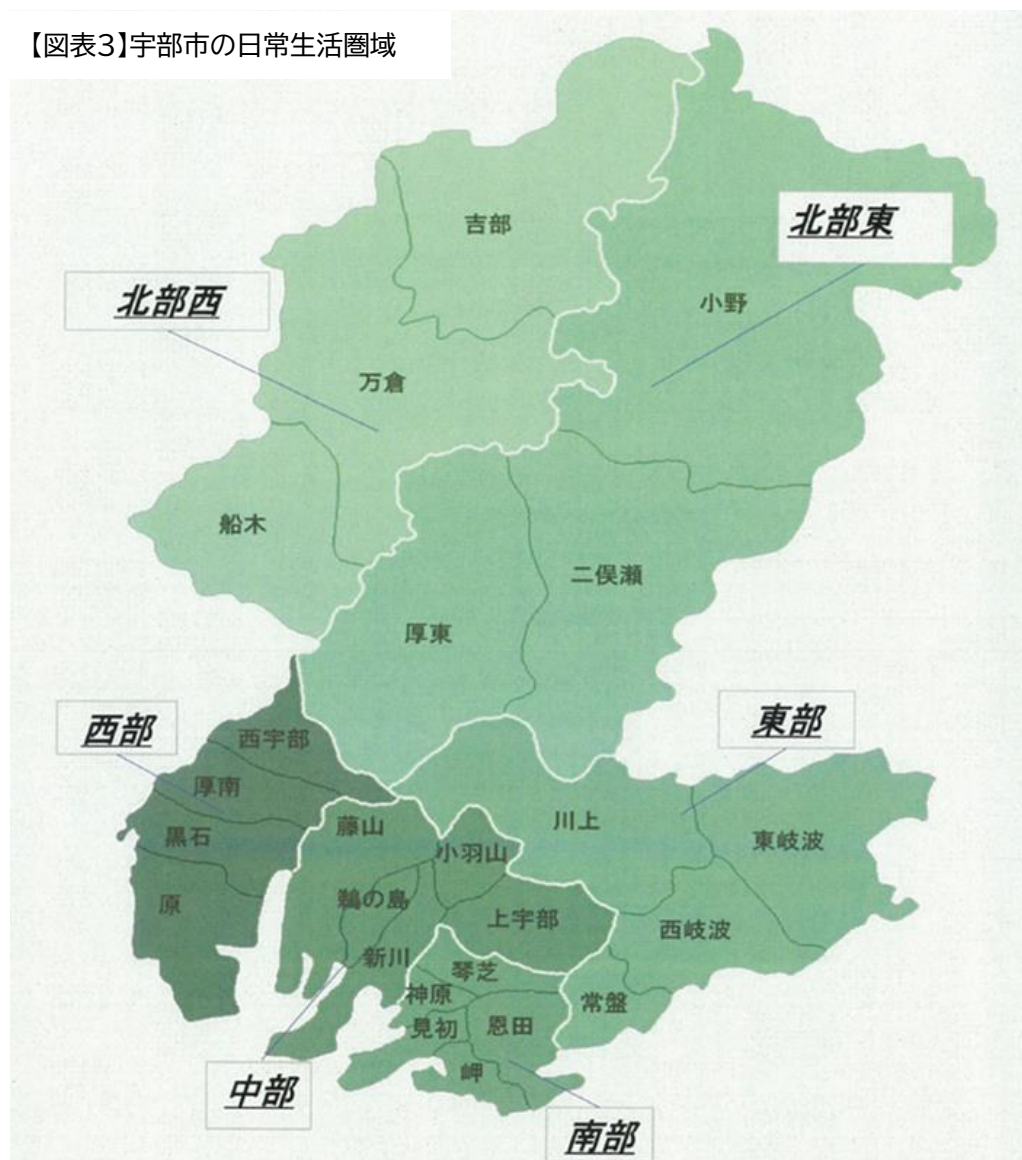 【図表3】宇部市の日常生活圏域
吉部
北部東
小野
北部西
万倉
船木
二俣瀬
厚東
西部
東部
西宇部
厚南
藤山
川上
黒石
小羽山
東岐波
原
鵜の島
上宇部
西岐波
新川
琴芝
神原
常盤
見初
恩田
岬
中部
南部